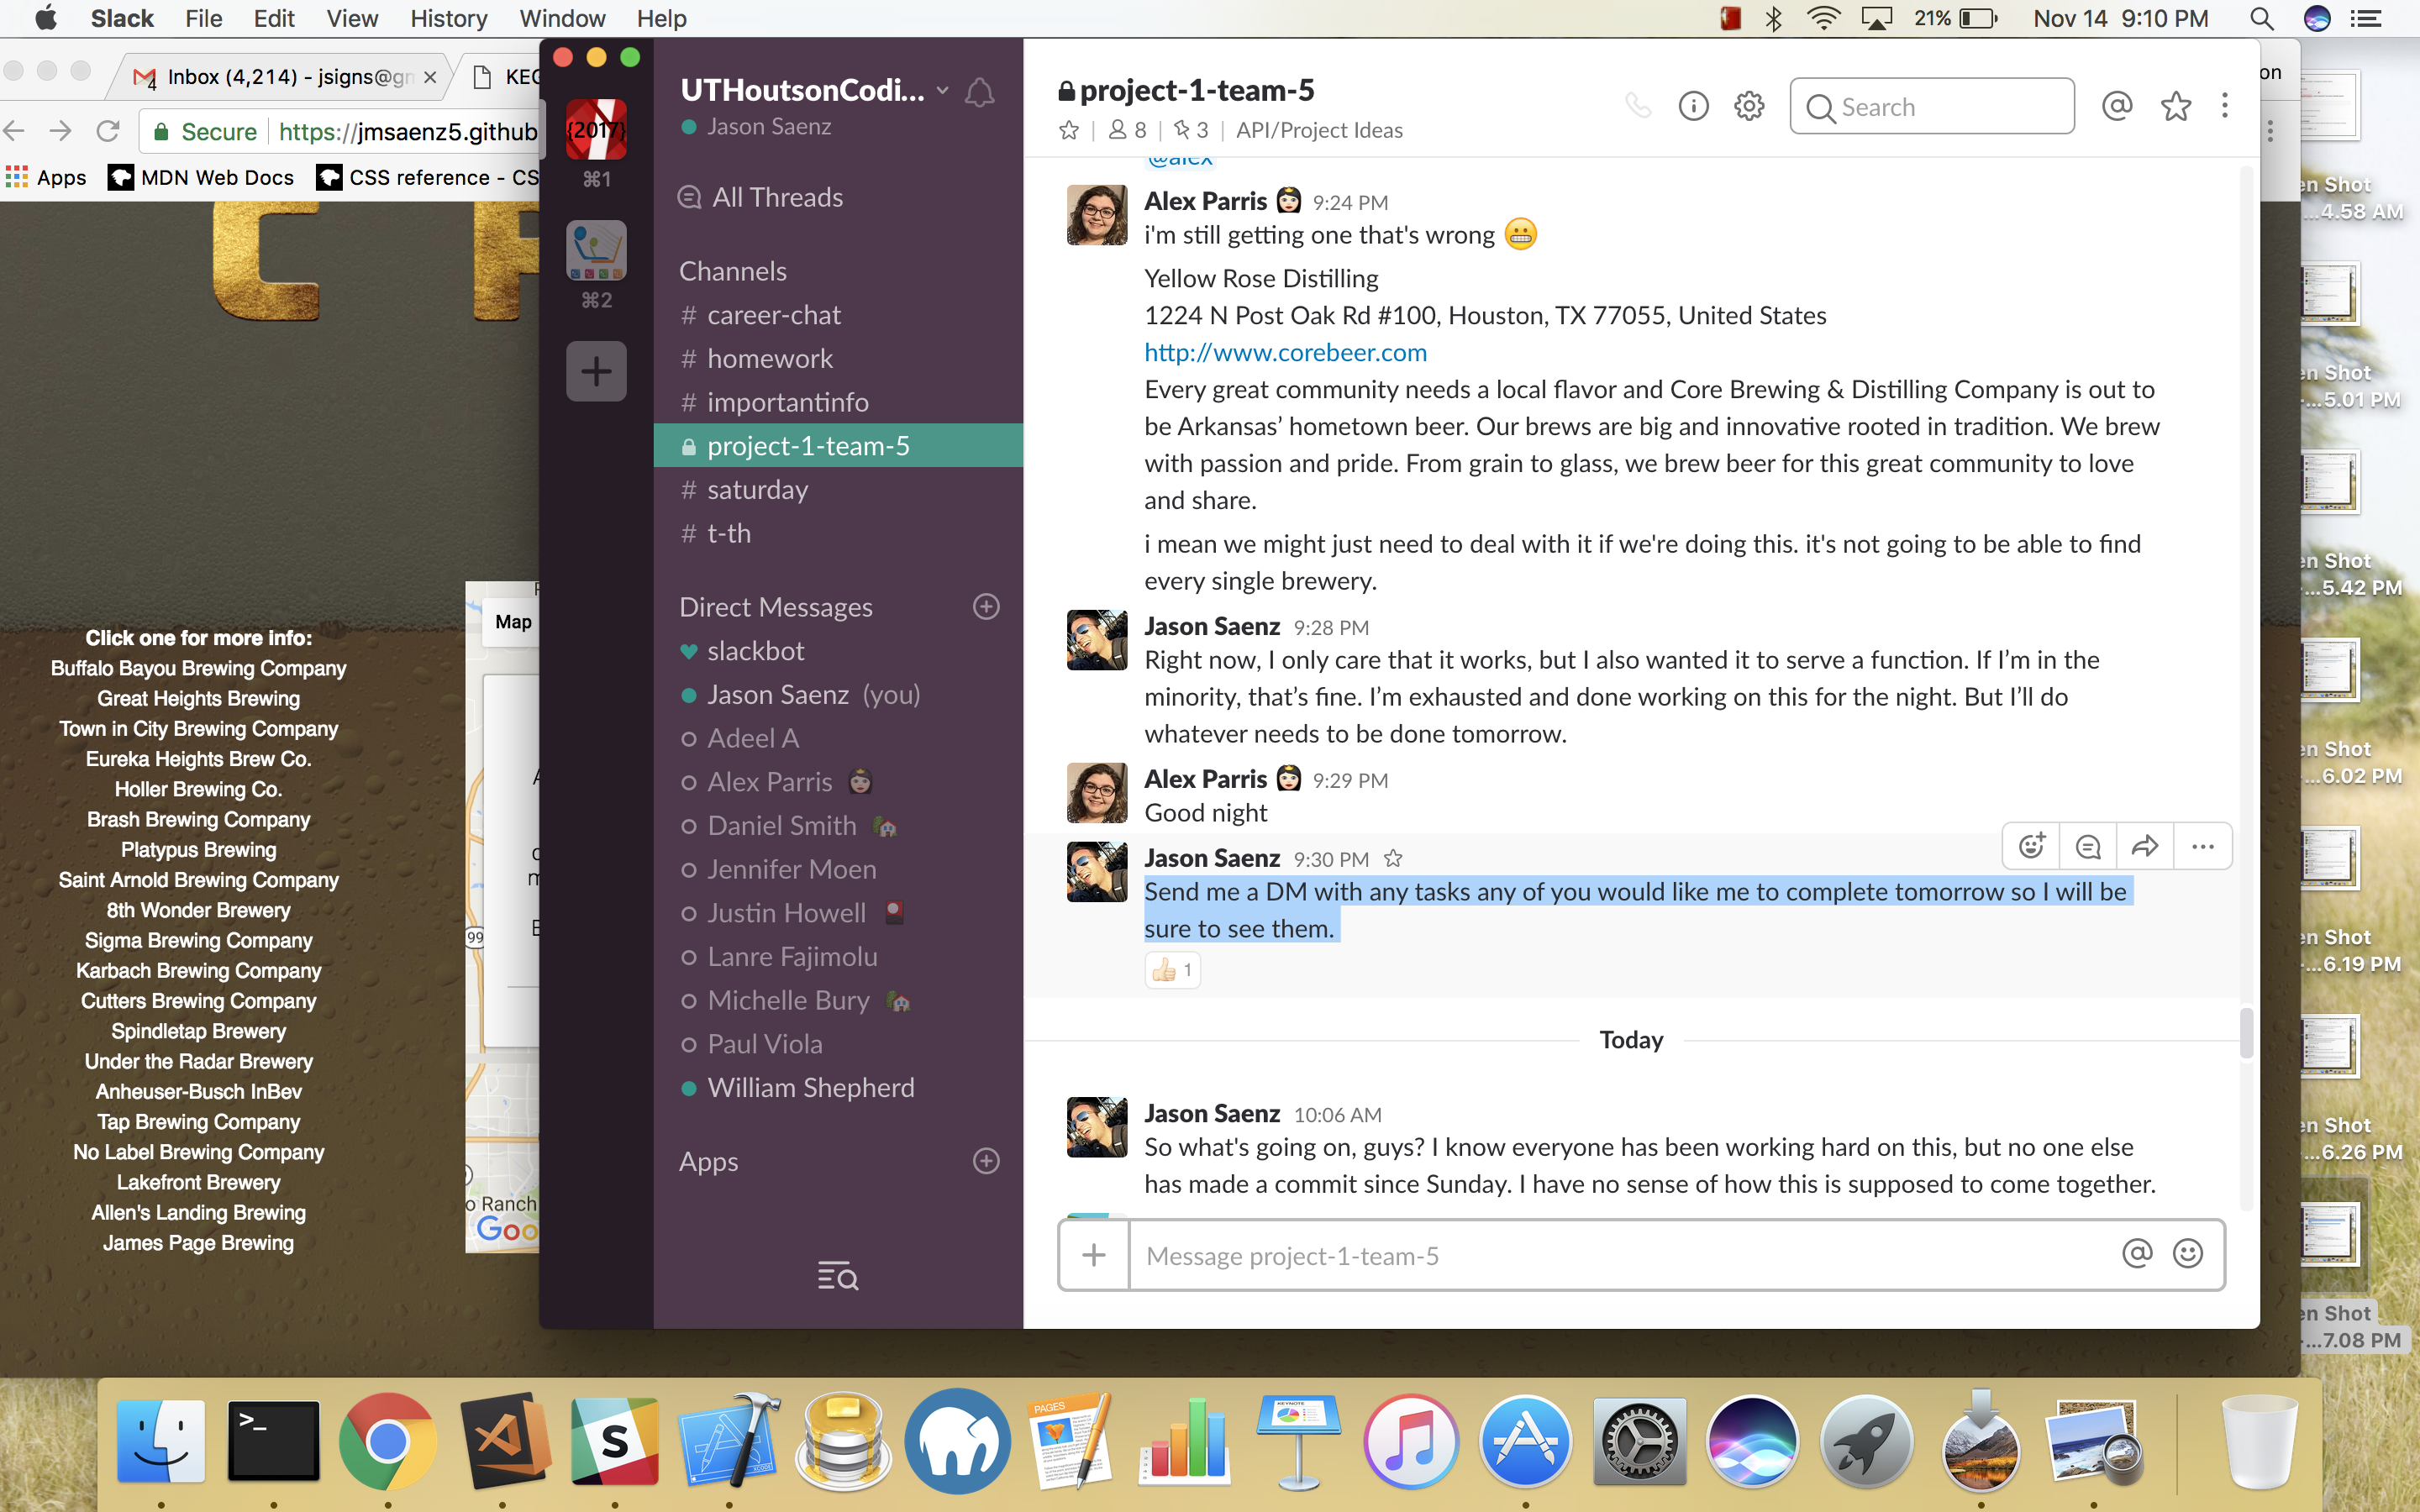 Slack File Edit View History Window Help
21% Nov 14 9:10 PM
Inbox (4,214) - jsigns@gm
KEG
Secure https://jmsaenz5.github
Apps MDN Web Docs CSS reference - CS
Click one for more info:
Buffalo Bayou Brewing Company
Great Heights Brewing
Town in City Brewing Company
Eureka Heights Brew Co.
Holler Brewing Co.
Brash Brewing Company
Platypus Brewing
Saint Arnold Brewing Company
8th Wonder Brewery
Sigma Brewing Company
Karbach Brewing Company
Cutters Brewing Company
Spindletap Brewery
Under the Radar Brewery
Anheuser-Busch InBev
Tap Brewing Company
No Label Brewing Company
Lakefront Brewery
Allen's Landing Brewing
James Page Brewing
Map
99
o Ranch
Goo
{2017}
⌘1
⌘2
UTHoutsonCodi...
Jason Saenz
All Threads
Channels
# career-chat
# homework
# importantinfo
project-1-team-5
# saturday
# t-th
Direct Messages
slackbot
Jason Saenz (you)
Adeel A
Alex Parris
Daniel Smith
Jennifer Moen
Justin Howell
Lanre Fajimolu
Michelle Bury
Paul Viola
William Shepherd
Apps
project-1-team-5
8 | 3 | API/Project Ideas
Search
@alex
Alex Parris 9:24 PM
i'm still getting one that's wrong
Yellow Rose Distilling
1224 N Post Oak Rd #100, Houston, TX 77055, United States
http://www.corebeer.com
Every great community needs a local flavor and Core Brewing & Distilling Company is out to
be Arkansas’ hometown beer. Our brews are big and innovative rooted in tradition. We brew
with passion and pride. From grain to glass, we brew beer for this great community to love
and share.
i mean we might just need to deal with it if we're doing this. it's not going to be able to find
every single brewery.
Jason Saenz 9:28 PM
Right now, I only care that it works, but I also wanted it to serve a function. If I’m in the
minority, that’s fine. I’m exhausted and done working on this for the night. But I’ll do
whatever needs to be done tomorrow.
Alex Parris 9:29 PM
Good night
Jason Saenz 9:30 PM
Send me a DM with any tasks any of you would like me to complete tomorrow so I will be
sure to see them.
1
Today
Jason Saenz 10:06 AM
So what's going on, guys? I know everyone has been working hard on this, but no one else
has made a commit since Sunday. I have no sense of how this is supposed to come together.
Message project-1-team-5
on
en Shot
...4.58 AM
en Shot
...5.01 PM
en Shot
...5.42 PM
en Shot
...6.02 PM
en Shot
...6.19 PM
en Shot
...6.26 PM
en Shot
...7.08 PM
PAGES
KEYNOTE